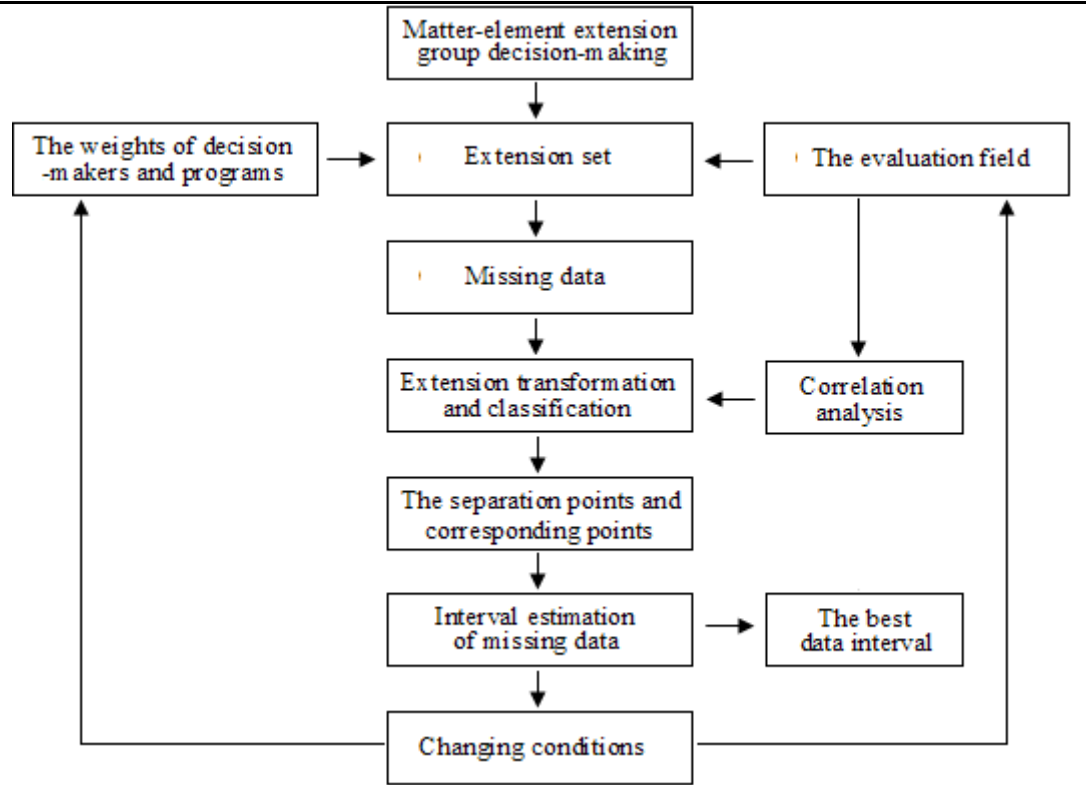 Matter-element extension
group decision-making
The weights of decision
-makers and programs
Extension set
The evaluation field
Missing data
Extension transformation
and classification
Correlation
analysis
The separation points and
corresponding points
Interval estimation
of missing data
The best
data interval
Changing conditions